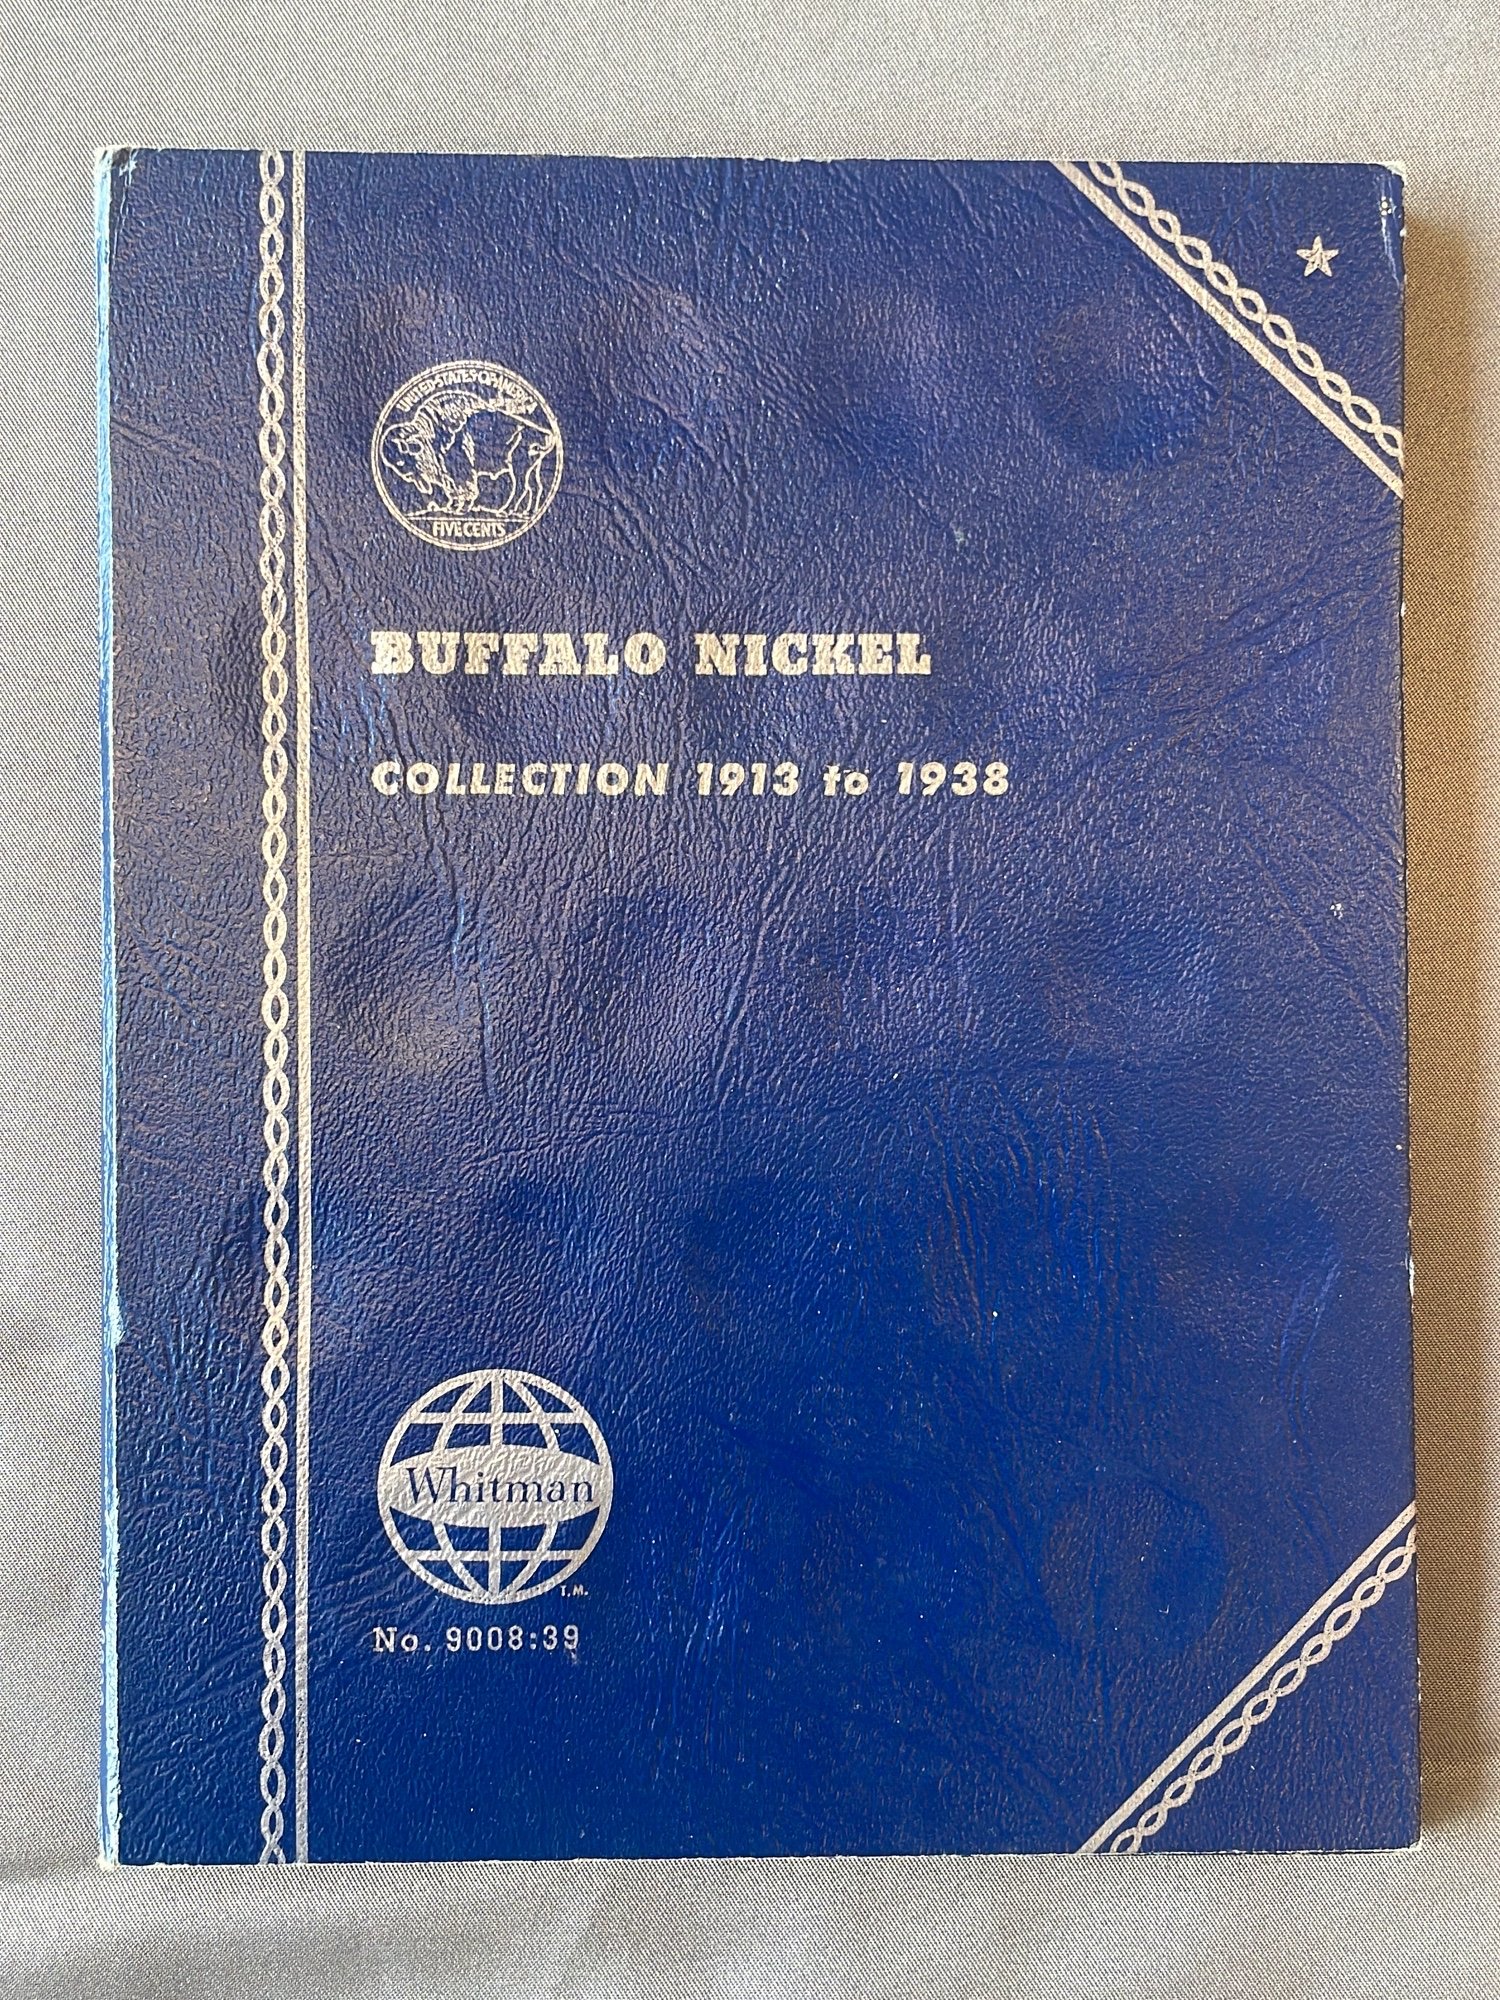 UNITED·STATES·OF·AMERICA
FIVE CENTS
BUFFALO NICKEL
COLLECTION 1913 to 1938
Whitman
T.M.
No. 9008:39